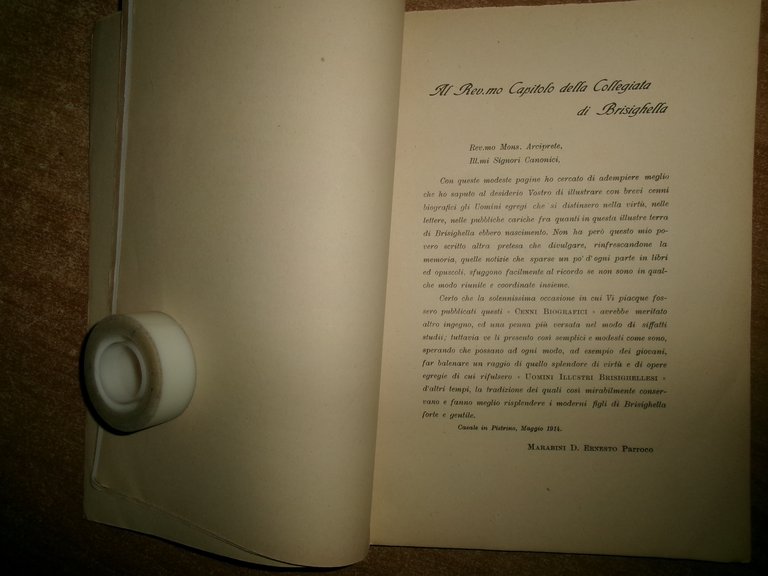 Al Rev.mo Capitolo della Collegiata
di Brisighella
Rev.mo Mons. Arciprete,
Ill.mi Signori Canonici,
Con queste modeste pagine ho cercato di adempiere meglio
che ho saputo al desiderio Vostro di illustrare con brevi cenni
biografici gli Uomini egregi che si distinsero nella virtù, nelle
lettere, nelle pubbliche cariche fra quanti in questa illustre terra
di Brisighella ebbero nascimento. Non ha però questo mio po-
vero scritto altra pretesa che divulgare, rinfrescandone la
memoria, quelle notizie che sparse un po' d'ogni parte in libri
ed opuscoli, sfuggono facilmente al ricordo se non sono in qual-
che modo riunite e coordinate insieme.
Certo che la solennissima occasione in cui Vi piacque fos-
sero pubblicati questi « CENNI BIOGRAFICI » avrebbe meritato
altro ingegno, ed una penna più versata nel modo di siffatti
studii; tuttavia ve li presento così semplici e modesti come sono,
sperando che possano ad ogni modo, ad esempio dei giovani,
far balenare un raggio di quello splendore di virtù e di opere
egregie di cui rifulsero « UOMINI ILLUSTRI BRISIGHELLESI »
d'altri tempi, la tradizione dei quali così mirabilmente conser-
vano e fanno meglio risplendere i moderni figli di Brisighella
forte e gentile.
Casale in Pistrino, Maggio 1914.
MARABINI D. ERNESTO Parroco